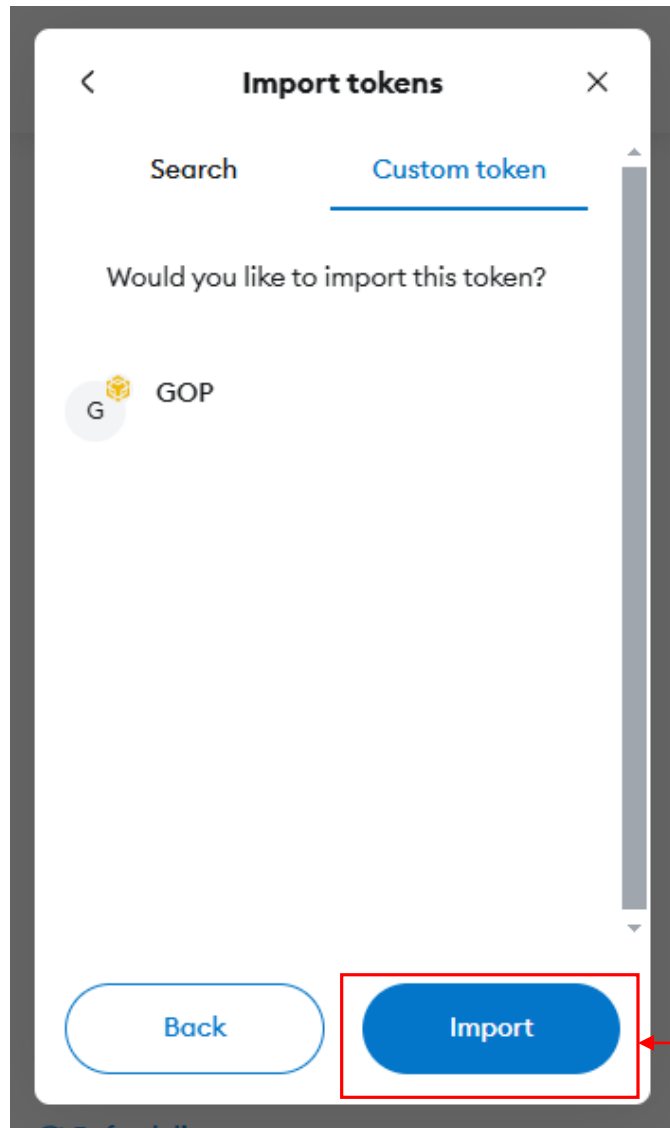 Import tokens
Search
Custom token
Would you like to import this token?
G
GOP
Back
Import